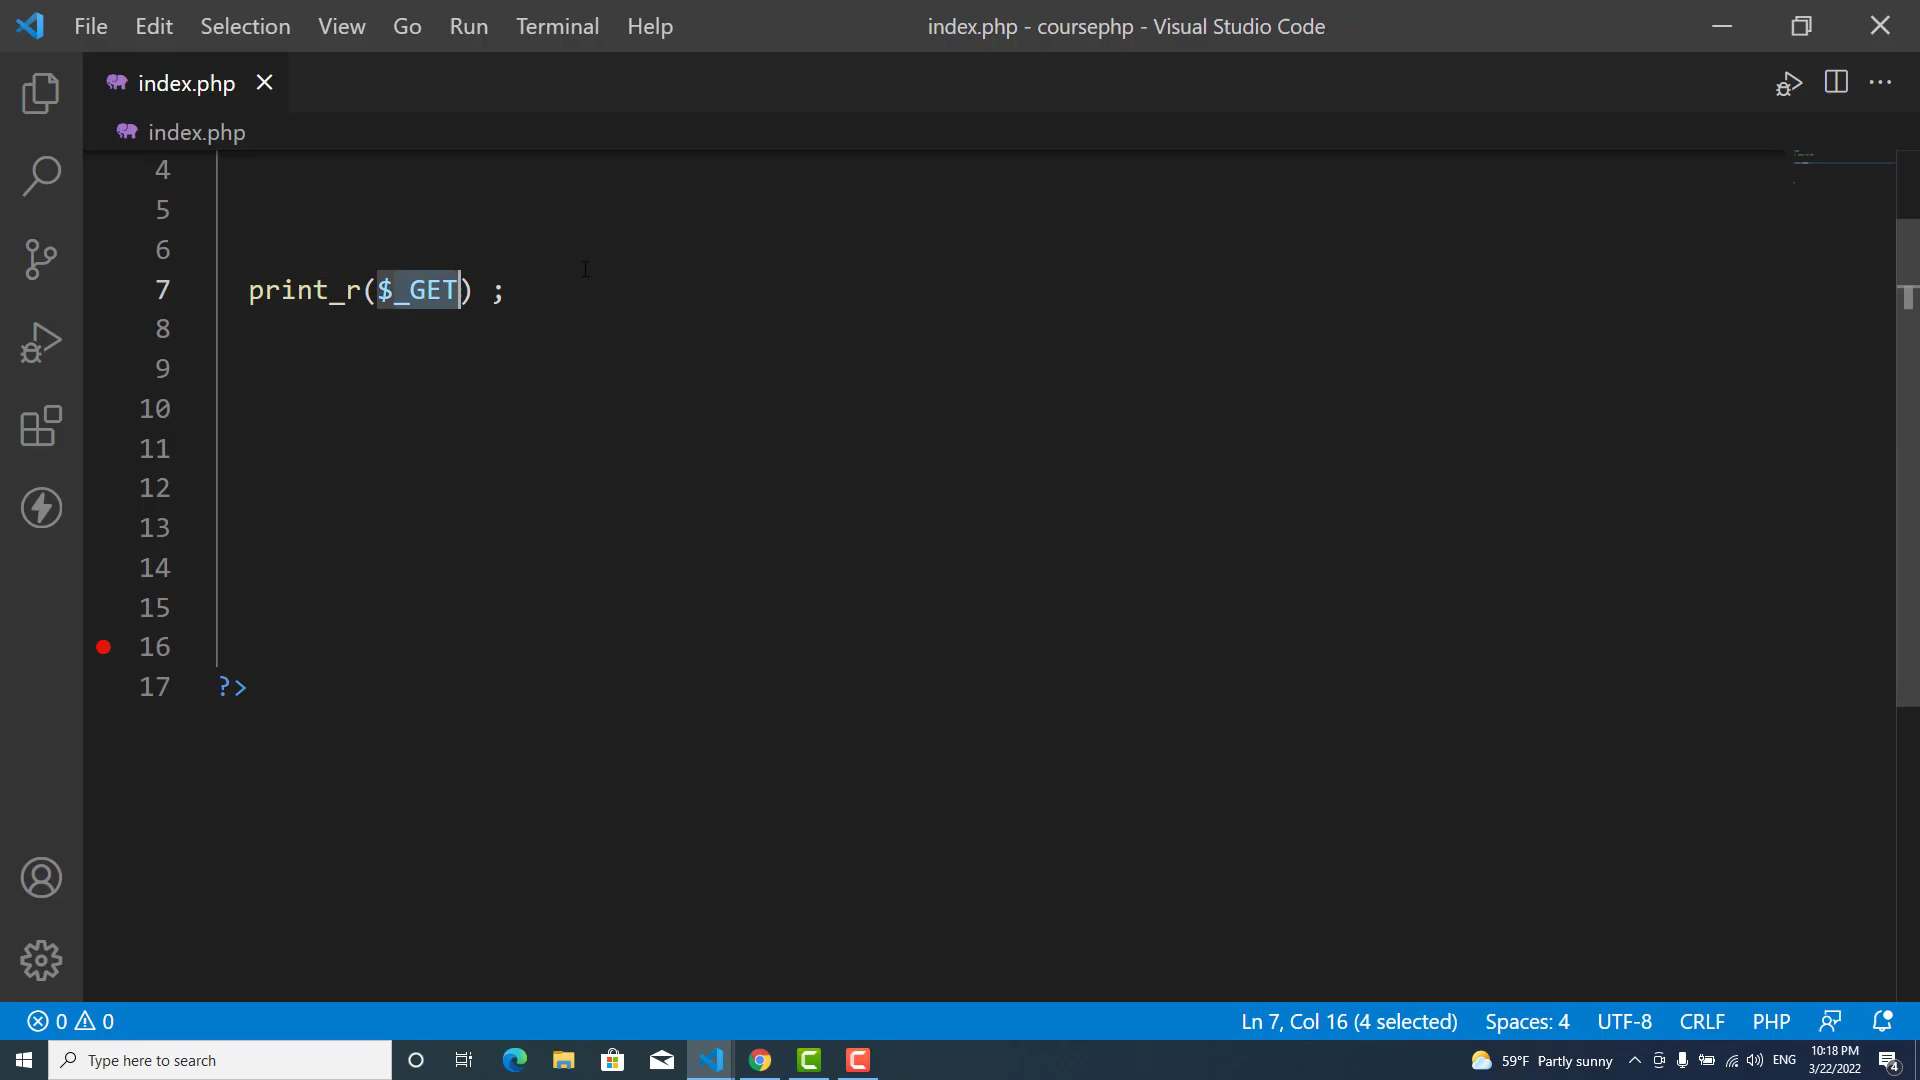 File Edit Selection View Go Run Terminal Help index.php - coursephp - Visual Studio Code
index.php
index.php
4
5
6
7 print_r($_GET) ;
8
9
10
11
12
13
14
15
16
17 ?>
0 0 Ln 7, Col 16 (4 selected) Spaces: 4 UTF-8 CRLF PHP
Type here to search 59°F Partly sunny ENG 10:18 PM 3/22/2022 4